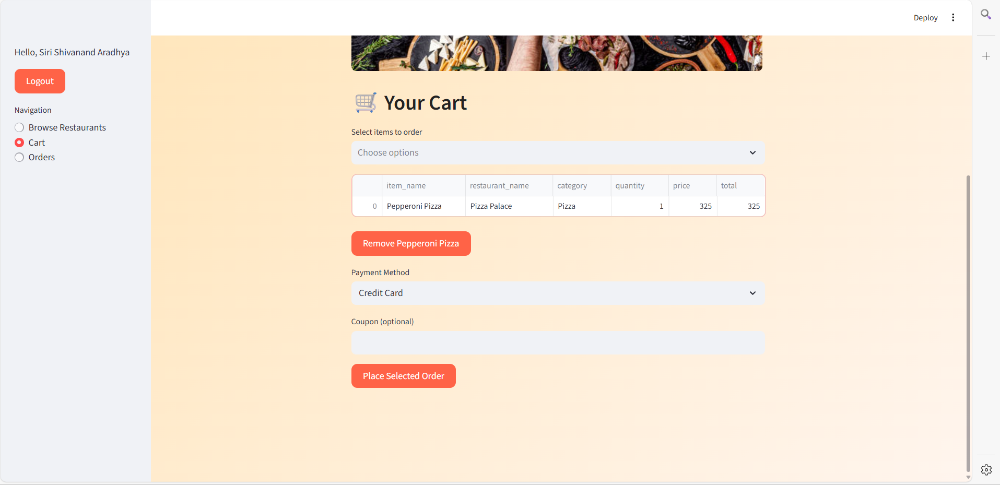 Deploy
Hello, Siri Shivanand Aradhya
Logout
Navigation
Browse Restaurants
Cart
Orders
Your Cart
Select items to order
Choose options
item_name restaurant_name category quantity price total
0 Pepperoni Pizza Pizza Palace Pizza 1 325 325
Remove Pepperoni Pizza
Payment Method
Credit Card
Coupon (optional)
Place Selected Order